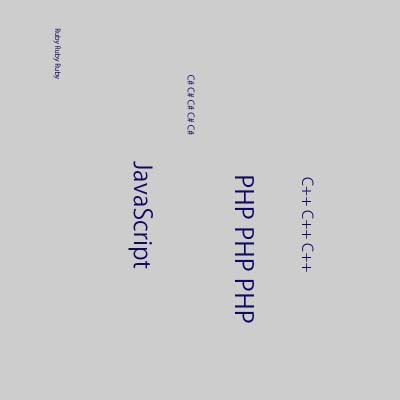 Ruby Ruby Ruby
C# C# C# C# C#
JavaScript
PHP PHP PHP
C++ C++ C++